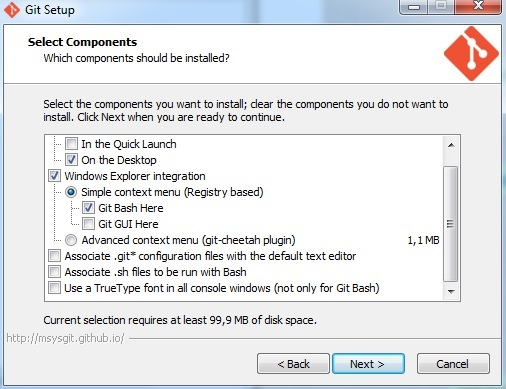 Git Setup
Select Components
Which components should be installed?
Select the components you want to install; clear the components you do not want to
install. Click Next when you are ready to continue.
In the Quick Launch
On the Desktop
Windows Explorer integration
Simple context menu (Registry based)
Git Bash Here
Git GUI Here
Advanced context menu (git-cheetah plugin) 1,1 MB
Associate .git* configuration files with the default text editor
Associate .sh files to be run with Bash
Use a TrueType font in all console windows (not only for Git Bash)
Current selection requires at least 99,9 MB of disk space.
http://msysgit.github.io/
< Back Next > Cancel